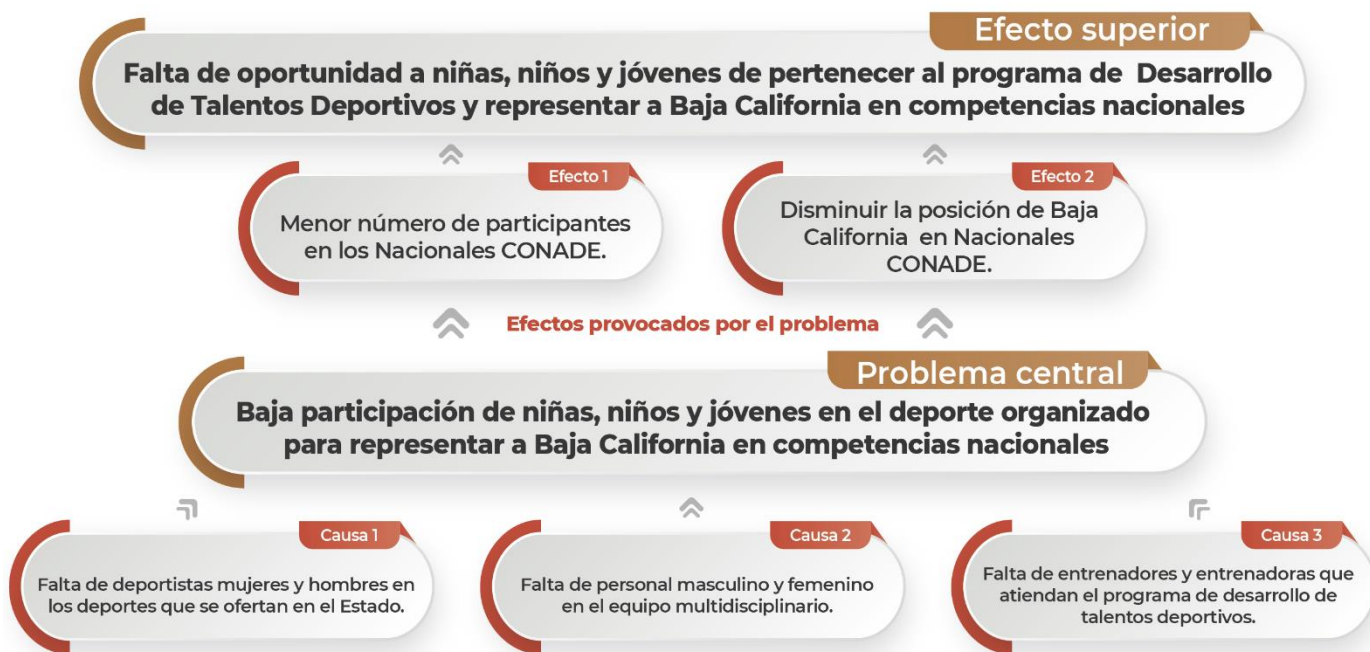 Efecto superior
Falta de oportunidad a niñas, niños y jóvenes de pertenecer al programa de Desarrollo
de Talentos Deportivos y representar a Baja California en competencias nacionales
Efecto 1
Menor número de participantes
en los Nacionales CONADE.
Efecto 2
Disminuir la posición de Baja
California en Nacionales
CONADE.
Efectos provocados por el problema
Problema central
Baja participación de niñas, niños y jóvenes en el deporte organizado
para representar a Baja California en competencias nacionales
Causa 1
Falta de deportistas mujeres y hombres en
los deportes que se ofertan en el Estado.
Causa 2
Falta de personal masculino y femenino
en el equipo multidisciplinario.
Causa 3
Falta de entrenadores y entrenadoras que
atiendan el programa de desarrollo de
talentos deportivos.